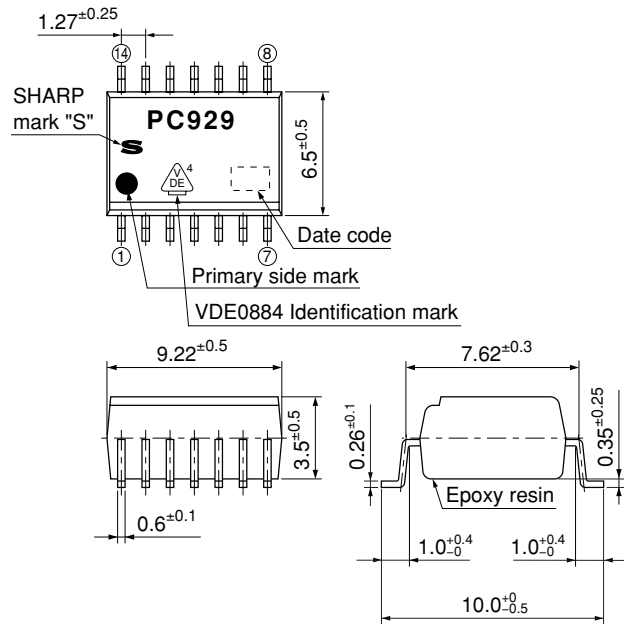 1.27±0.25
⑭
⑧
SHARP
mark "S"
PC929
S
V
DE
4
6.5±0.5
Date code
①
⑦
Primary side mark
VDE0884 Identification mark
9.22±0.5
7.62±0.3
3.5±0.5
0.26±0.1
0.35±0.25
Epoxy resin
0.6±0.1
1.0+0.4−0
1.0+0.4−0
10.0+0−0.5